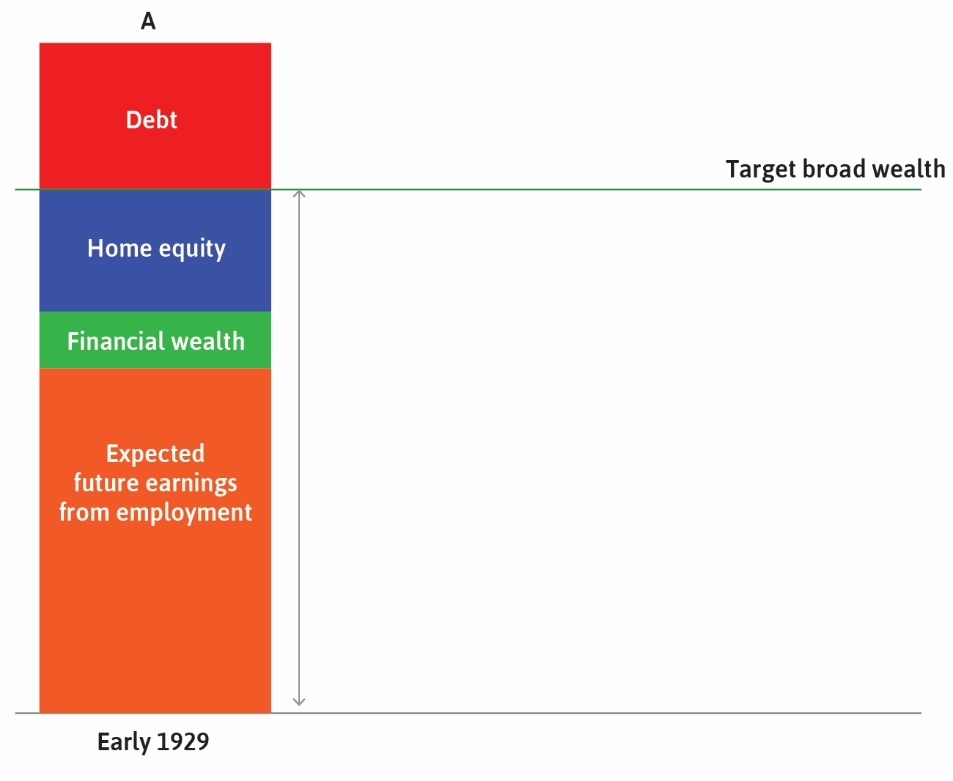 A
Debt
Target broad wealth
Home equity
Financial wealth
Expected
future earnings
from employment
Early 1929